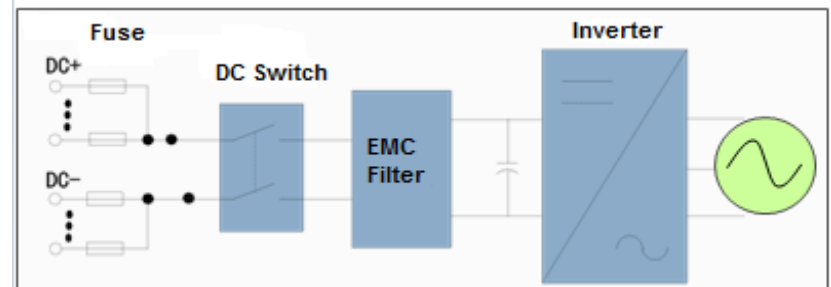 Fuse
Inverter
DC+
DC Switch
EMC
Filter
DC-